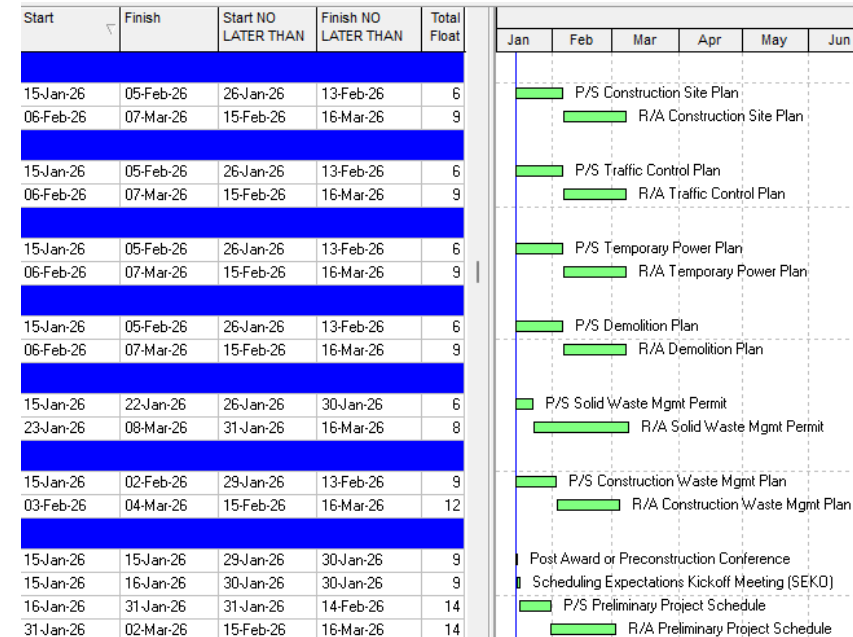 Start Finish Start NO LATER THAN Finish NO LATER THAN Total Float
Jan Feb Mar Apr May Jun
15-Jan-26 05-Feb-26 26-Jan-26 13-Feb-26 6 P/S Construction Site Plan
06-Feb-26 07-Mar-26 15-Feb-26 16-Mar-26 9 R/A Construction Site Plan
15-Jan-26 05-Feb-26 26-Jan-26 13-Feb-26 6 P/S Traffic Control Plan
06-Feb-26 07-Mar-26 15-Feb-26 16-Mar-26 9 R/A Traffic Control Plan
15-Jan-26 05-Feb-26 26-Jan-26 13-Feb-26 6 P/S Temporary Power Plan
06-Feb-26 07-Mar-26 15-Feb-26 16-Mar-26 9 R/A Temporary Power Plan
15-Jan-26 05-Feb-26 26-Jan-26 13-Feb-26 6 P/S Demolition Plan
06-Feb-26 07-Mar-26 15-Feb-26 16-Mar-26 9 R/A Demolition Plan
15-Jan-26 22-Jan-26 26-Jan-26 30-Jan-26 6 P/S Solid Waste Mgmt Permit
23-Jan-26 08-Mar-26 31-Jan-26 16-Mar-26 8 R/A Solid Waste Mgmt Permit
15-Jan-26 02-Feb-26 29-Jan-26 13-Feb-26 9 P/S Construction Waste Mgmt Plan
03-Feb-26 04-Mar-26 15-Feb-26 16-Mar-26 12 R/A Construction Waste Mgmt Plan
15-Jan-26 15-Jan-26 29-Jan-26 30-Jan-26 9 Post Award or Preconstruction Conference
15-Jan-26 16-Jan-26 30-Jan-26 30-Jan-26 9 Scheduling Expectations Kickoff Meeting (SEKO)
16-Jan-26 31-Jan-26 31-Jan-26 14-Feb-26 14 P/S Preliminary Project Schedule
31-Jan-26 02-Mar-26 15-Feb-26 16-Mar-26 14 R/A Preliminary Project Schedule